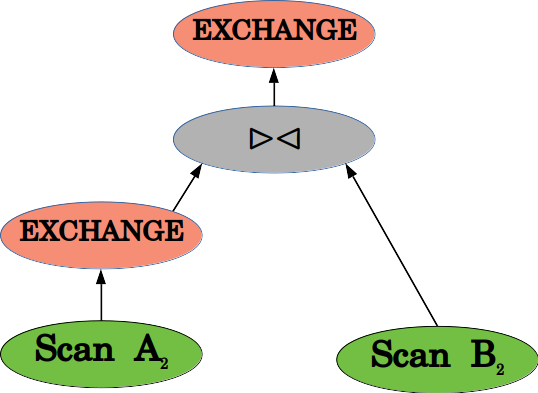 EXCHANGE
▷◁
EXCHANGE
Scan A₂
Scan B₂